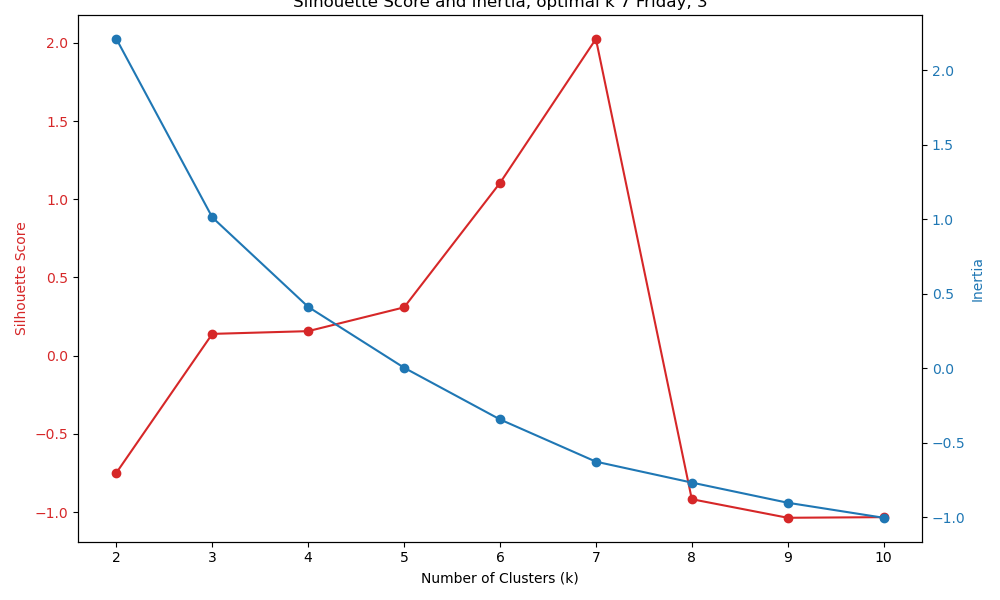 Silhouette Score and Inertia, optimal k 7 Friday, 3
2.0
1.5
1.0
0.5
0.0
−0.5
−1.0
Silhouette Score
2.0
1.5
1.0
0.5
0.0
−0.5
−1.0
Inertia
2 3 4 5 6 7 8 9 10
Number of Clusters (k)